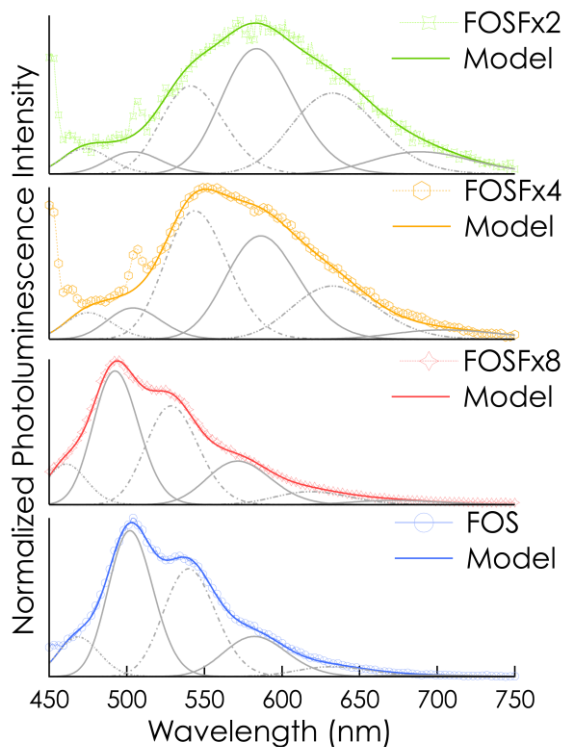 FOSFx2
Model
FOSFx4
Model
FOSFx8
Model
FOS
Model
Normalized Photoluminescence Intensity
450 500 550 600 650 700 750
Wavelength (nm)